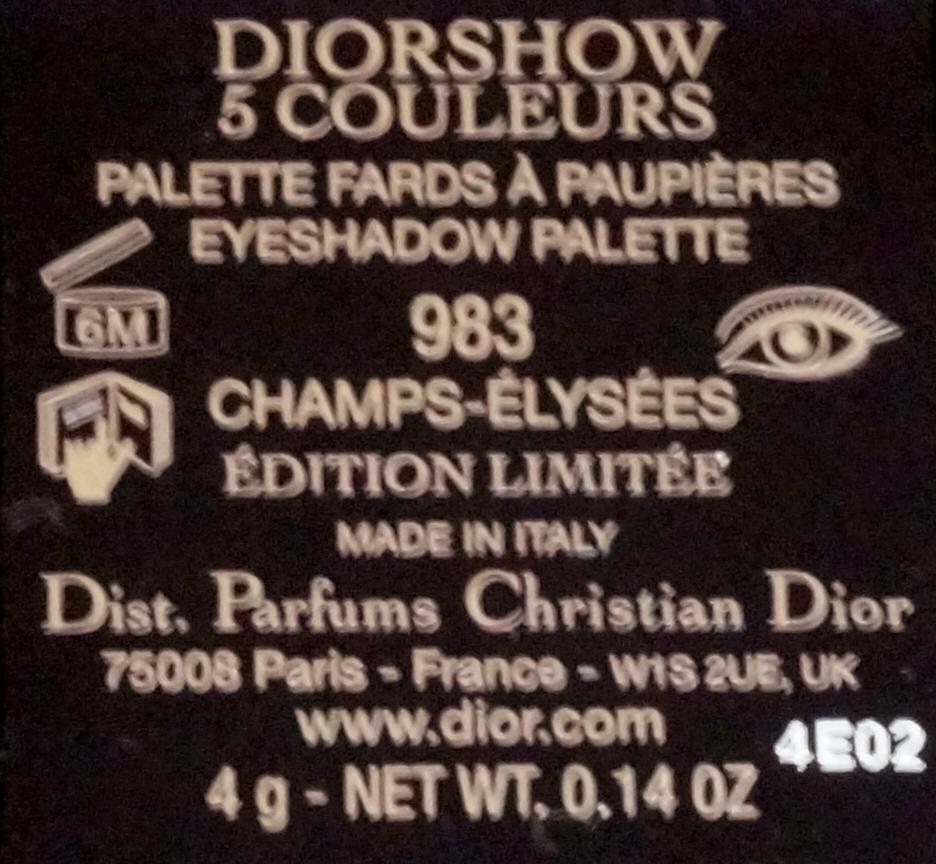 DIORSHOW
5 COULEURS
PALETTE FARDS À PAUPIÈRES
EYESHADOW PALETTE
6M
983
CHAMPS-ÉLYSÉES
ÉDITION LIMITÉE
MADE IN ITALY
Dist. Parfums Christian Dior
75008 Paris - France - W1S 2UE, UK
www.dior.com
4E02
4 g - NET WT. 0.14 OZ